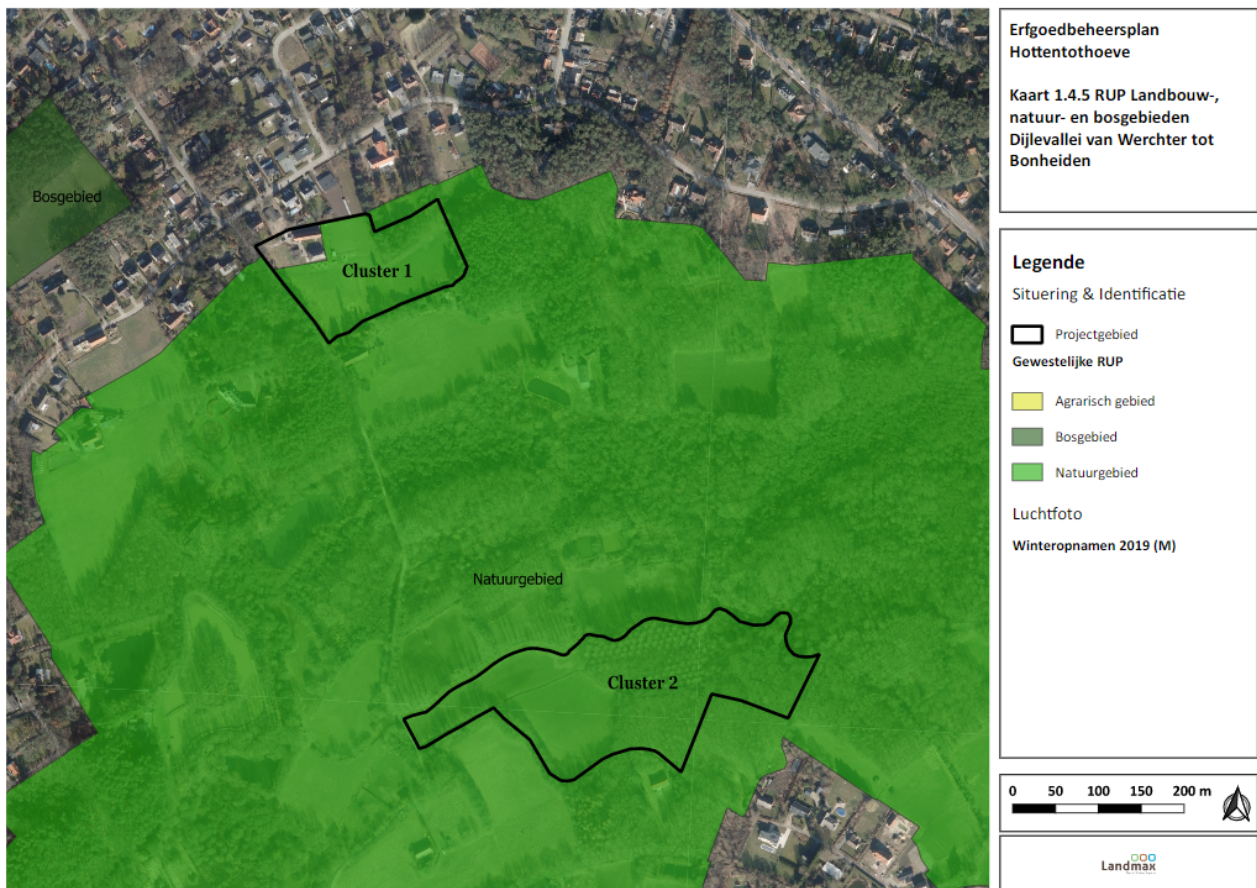 Bosgebied
Cluster 1
Natuurgebied
Cluster 2
Erfgoedbeheersplan
Hottentothoeve
Kaart 1.4.5 RUP Landbouw-,
natuur- en bosgebieden
Dijlevallei van Werchter tot
Bonheiden
Legende
Situering & Identificatie
Projectgebied
Gewestelijke RUP
Agrarisch gebied
Bosgebied
Natuurgebied
Luchtfoto
Winteropnamen 2019 (M)
0 50 100 150 200 m
Landmax